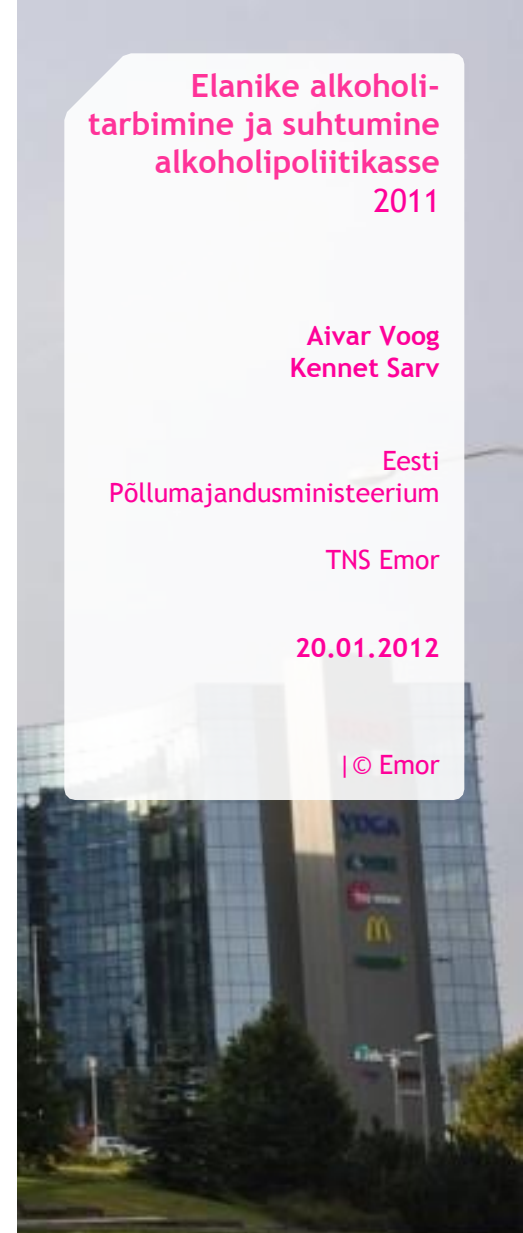 Elanike alkoholi-
tarbimine ja suhtumine
alkoholipoliitikasse
2011
Aivar Voog
Kennet Sarv
Eesti
Põllumajandusministeerium
TNS Emor
20.01.2012
|© Emor
YOGA